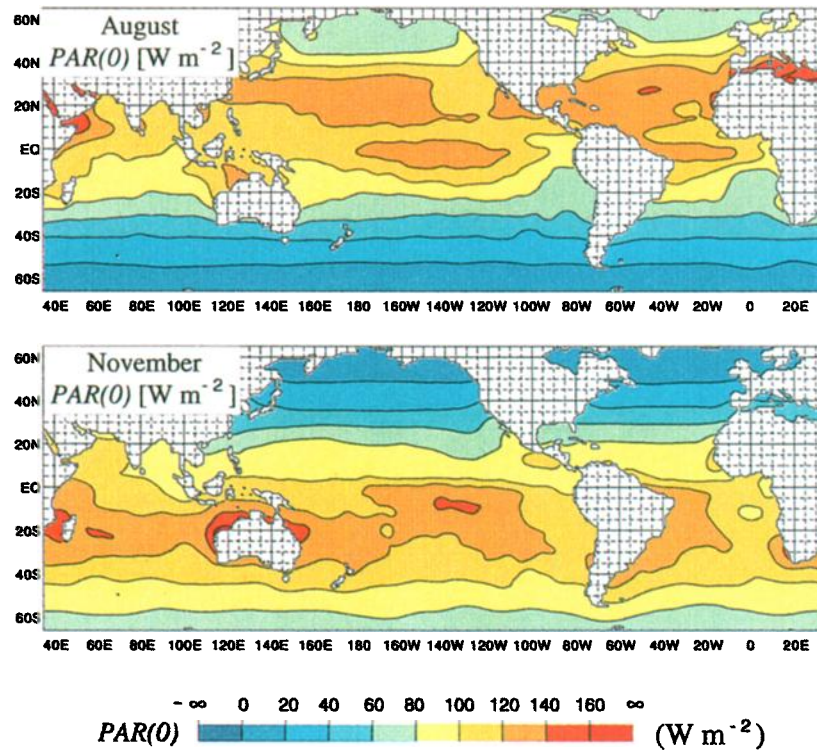 August
PAR(0) [W m⁻²]
60N
40N
20N
EQ
20S
40S
60S
40E 60E 80E 100E 120E 140E 160E 180 160W 140W 120W 100W 80W 60W 40W 20W 0 20E
November
PAR(0) [W m⁻²]
60N
40N
20N
EQ
20S
40S
60S
40E 60E 80E 100E 120E 140E 160E 180 160W 140W 120W 100W 80W 60W 40W 20W 0 20E
- ∞ 0 20 40 60 80 100 120 140 160 ∞
PAR(0) (W m⁻²)